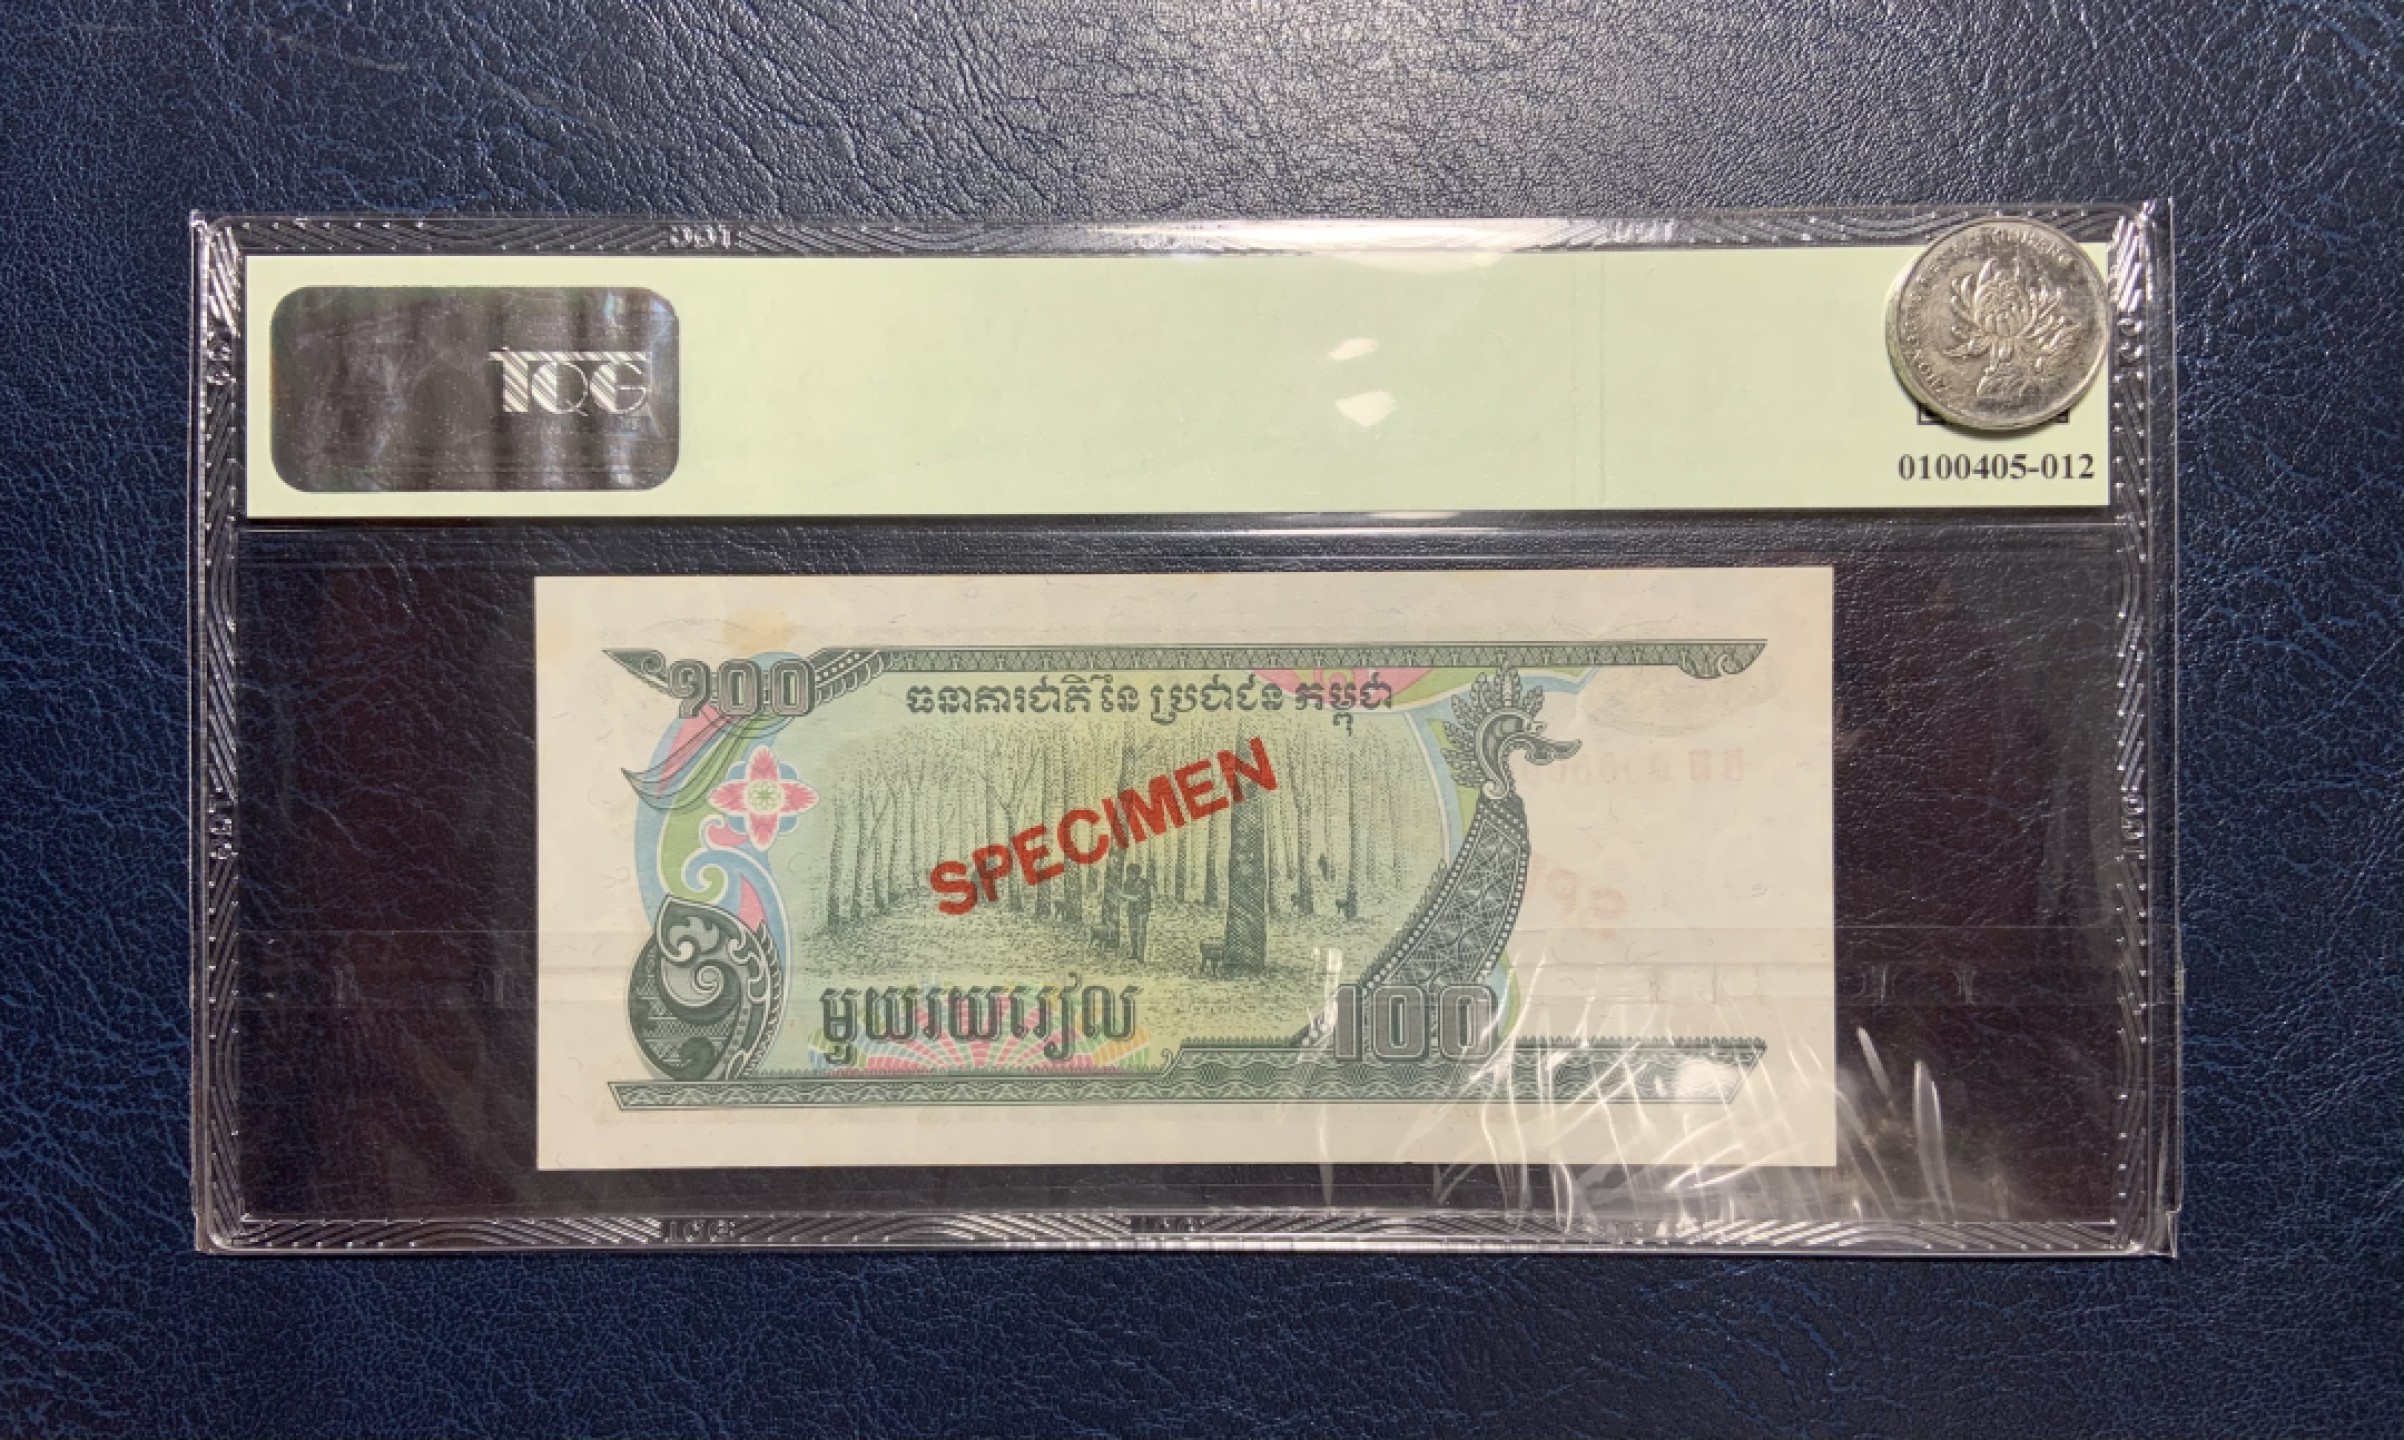 TQG
0100405-012
១០០
ធនាគារជាតិ នៃ ប្រជាជន កម្ពុជា
SPECIMEN
មួយរយរៀល
100